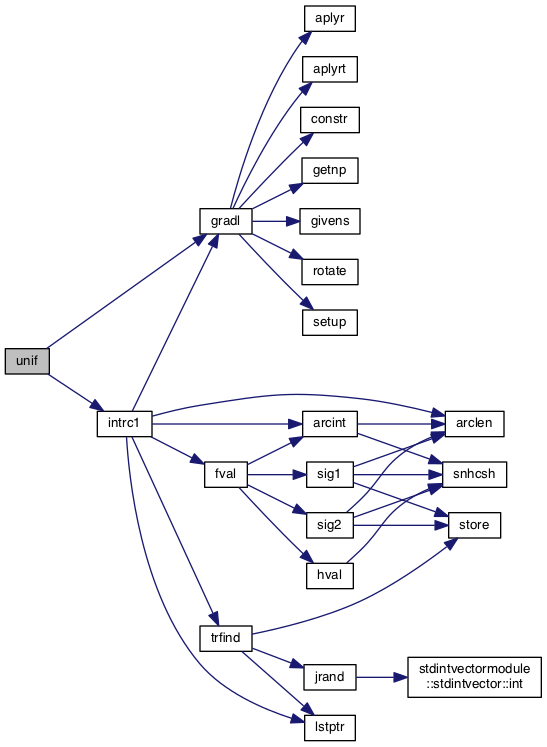 aplyr
aplyrt
constr
getnp
gradl
givens
rotate
setup
unif
intrc1
arcint
arclen
fval
sig1
snhcsh
sig2
store
hval
trfind
jrand
stdintvectormodule
::stdintvector::int
lstptr